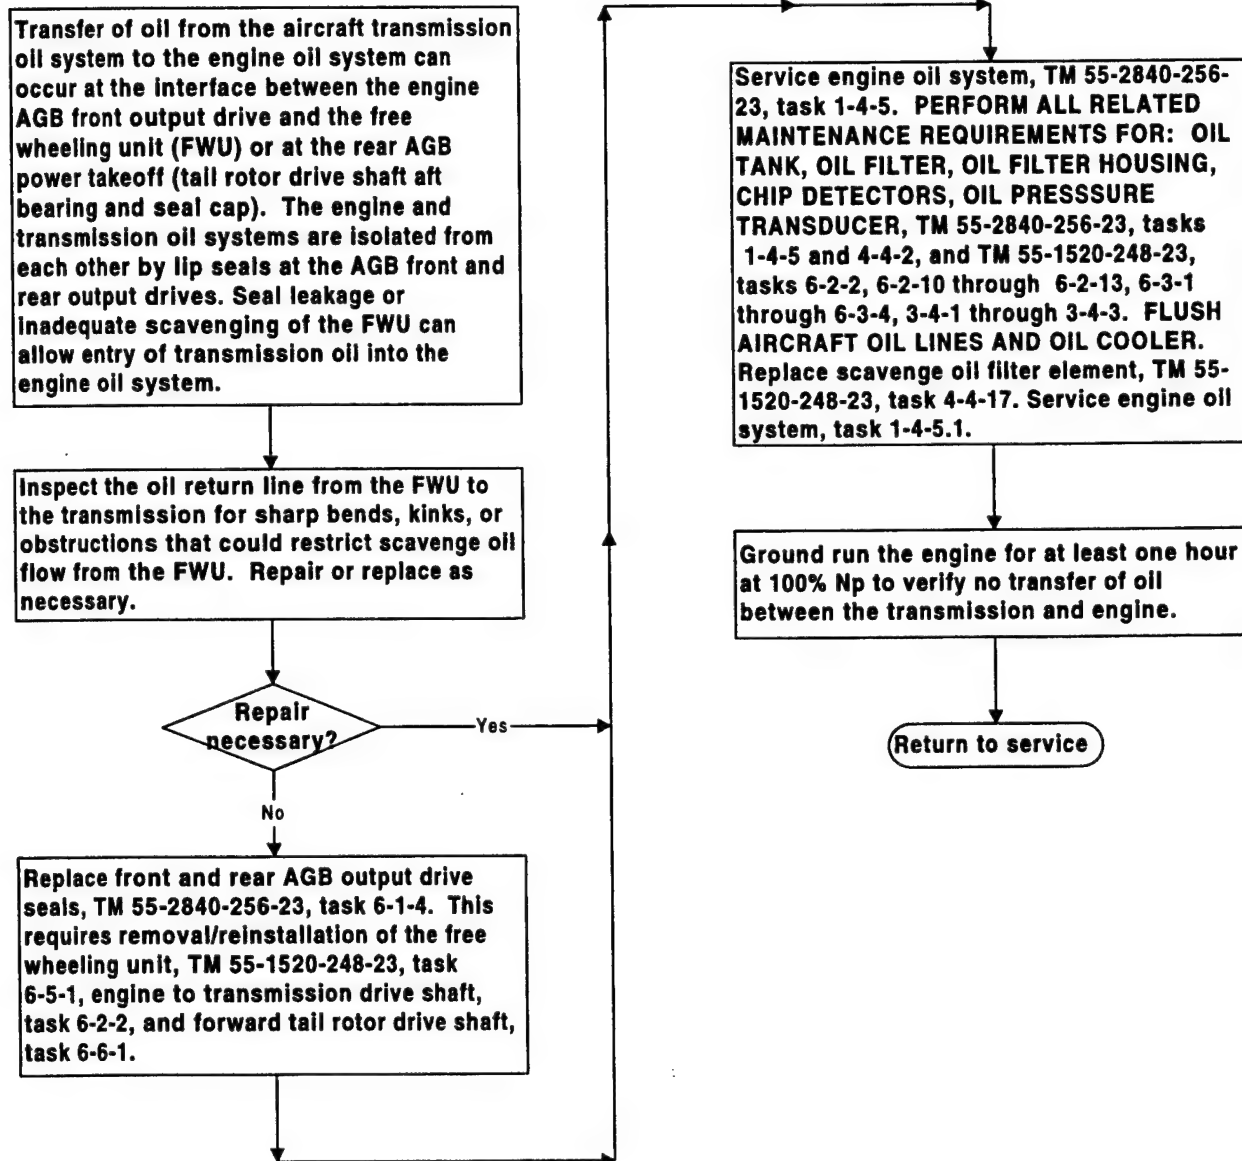 Transfer of oil from the aircraft transmission
oil system to the engine oil system can
occur at the interface between the engine
AGB front output drive and the free
wheeling unit (FWU) or at the rear AGB
power takeoff (tail rotor drive shaft aft
bearing and seal cap). The engine and
transmission oil systems are isolated from
each other by lip seals at the AGB front and
rear output drives. Seal leakage or
inadequate scavenging of the FWU can
allow entry of transmission oil into the
engine oil system.
Inspect the oil return line from the FWU to
the transmission for sharp bends, kinks, or
obstructions that could restrict scavenge oil
flow from the FWU. Repair or replace as
necessary.
Repair
necessary?
Yes
No
Replace front and rear AGB output drive
seals, TM 55-2840-256-23, task 6-1-4. This
requires removal/reinstallation of the free
wheeling unit, TM 55-1520-248-23, task
6-5-1, engine to transmission drive shaft,
task 6-2-2, and forward tail rotor drive shaft,
task 6-6-1.
Service engine oil system, TM 55-2840-256-
23, task 1-4-5. PERFORM ALL RELATED
MAINTENANCE REQUIREMENTS FOR: OIL
TANK, OIL FILTER, OIL FILTER HOUSING,
CHIP DETECTORS, OIL PRESSSURE
TRANSDUCER, TM 55-2840-256-23, tasks
1-4-5 and 4-4-2, and TM 55-1520-248-23,
tasks 6-2-2, 6-2-10 through 6-2-13, 6-3-1
through 6-3-4, 3-4-1 through 3-4-3. FLUSH
AIRCRAFT OIL LINES AND OIL COOLER.
Replace scavenge oil filter element, TM 55-
1520-248-23, task 4-4-17. Service engine oil
system, task 1-4-5.1.
Ground run the engine for at least one hour
at 100% Np to verify no transfer of oil
between the transmission and engine.
Return to service